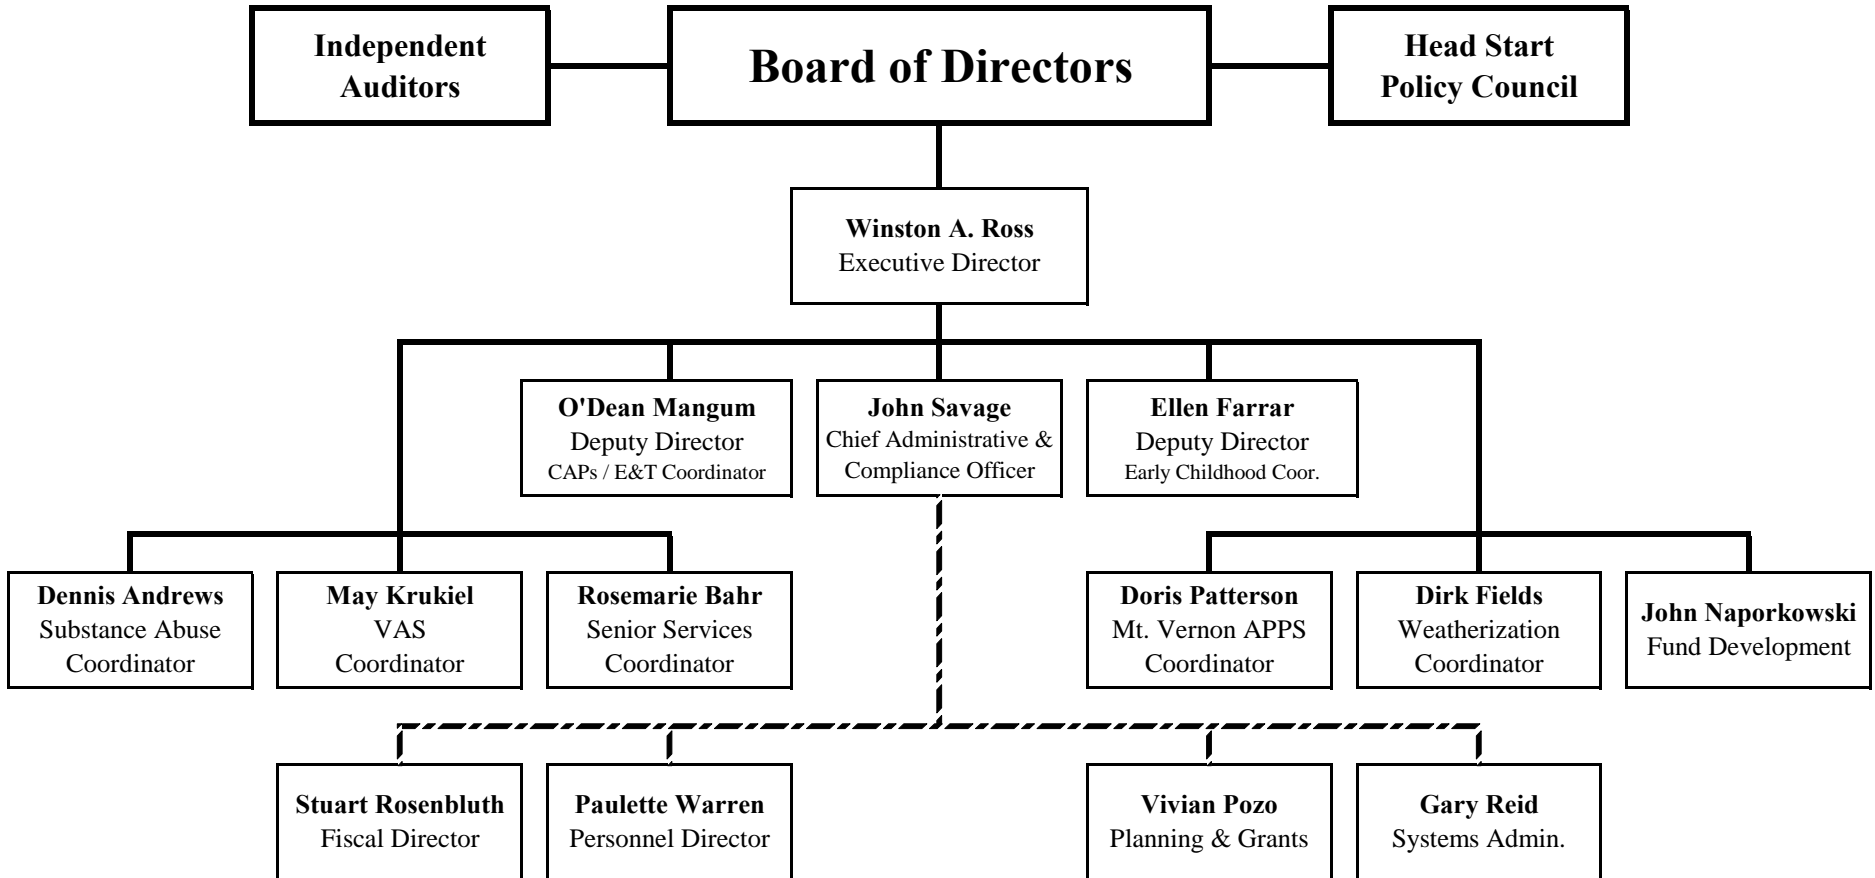 Independent
Auditors
Board of Directors
Head Start
Policy Council
Winston A. Ross
Executive Director
O'Dean Mangum
Deputy Director
CAPs / E&T Coordinator
John Savage
Chief Administrative &
Compliance Officer
Ellen Farrar
Deputy Director
Early Childhood Coor.
Dennis Andrews
Substance Abuse
Coordinator
May Krukiel
VAS
Coordinator
Rosemarie Bahr
Senior Services
Coordinator
Doris Patterson
Mt. Vernon APPS
Coordinator
Dirk Fields
Weatherization
Coordinator
John Naporkowski
Fund Development
Stuart Rosenbluth
Fiscal Director
Paulette Warren
Personnel Director
Vivian Pozo
Planning & Grants
Gary Reid
Systems Admin.